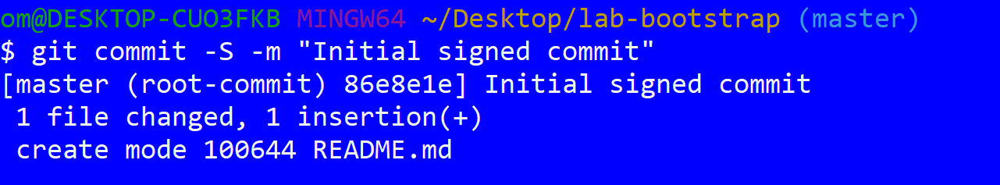 om@DESKTOP-CUO3FKB MINGW64 ~/Desktop/lab-bootstrap (master)
$ git commit -S -m "Initial signed commit"
[master (root-commit) 86e8e1e] Initial signed commit
 1 file changed, 1 insertion(+)
 create mode 100644 README.md